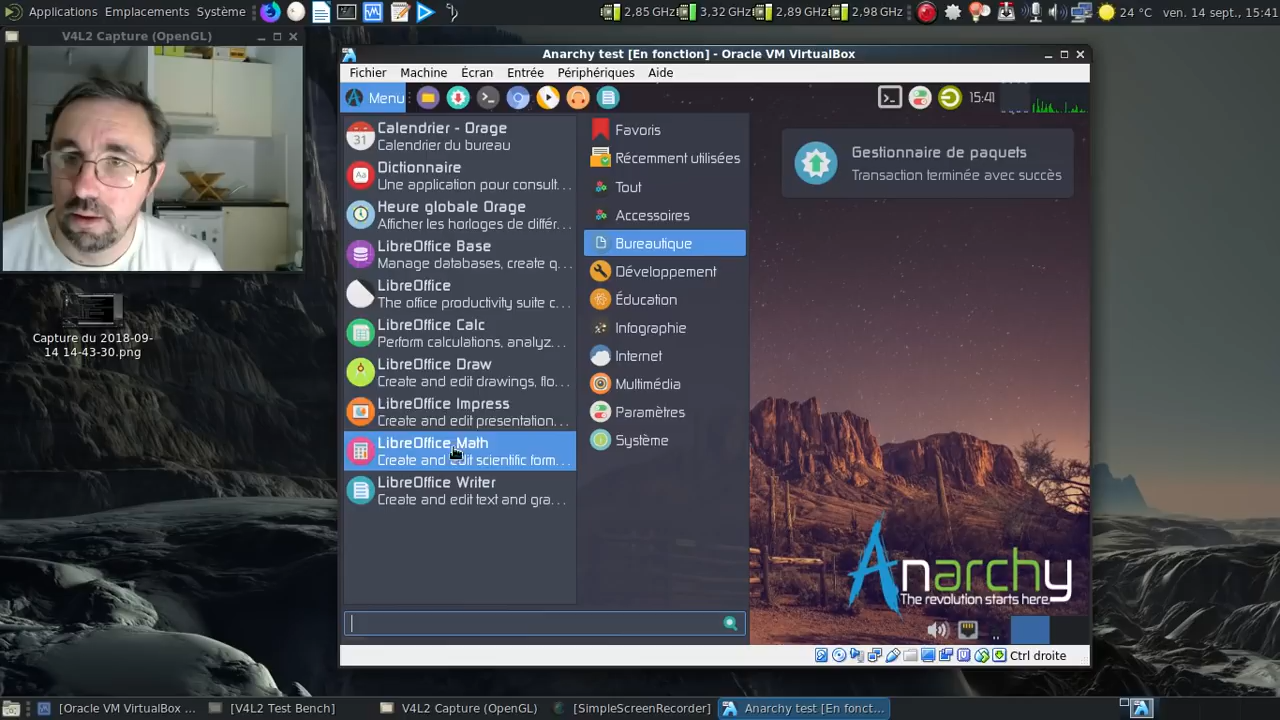 Applications Emplacements Système
2,85 GHz 3,32 GHz 2,89 GHz 2,98 GHz
24 °C ven. 14 sept., 15:41
V4L2 Capture (OpenGL)
Capture du 2018-09-
14 14-43-30.png
Anarchy test [En fonction] - Oracle VM VirtualBox
Fichier Machine Écran Entrée Périphériques Aide
Menu
15:41
Calendrier - Orage
Calendrier du bureau
Dictionnaire
Une application pour consult...
Heure globale Orage
Afficher les horloges de différ...
LibreOffice Base
Manage databases, create q...
LibreOffice
The office productivity suite c...
LibreOffice Calc
Perform calculations, analyz...
LibreOffice Draw
Create and edit drawings, flo...
LibreOffice Impress
Create and edit presentation...
LibreOffice Math
Create and edit scientific form...
LibreOffice Writer
Create and edit text and gra...
Favoris
Récemment utilisées
Tout
Accessoires
Bureautique
Développement
Éducation
Infographie
Internet
Multimédia
Paramètres
Système
Gestionnaire de paquets
Transaction terminée avec succès
Anarchy
The revolution starts here.
Ctrl droite
[Oracle VM VirtualBox ...
[V4L2 Test Bench]
V4L2 Capture (OpenGL)
[SimpleScreenRecorder]
Anarchy test [En fonct...